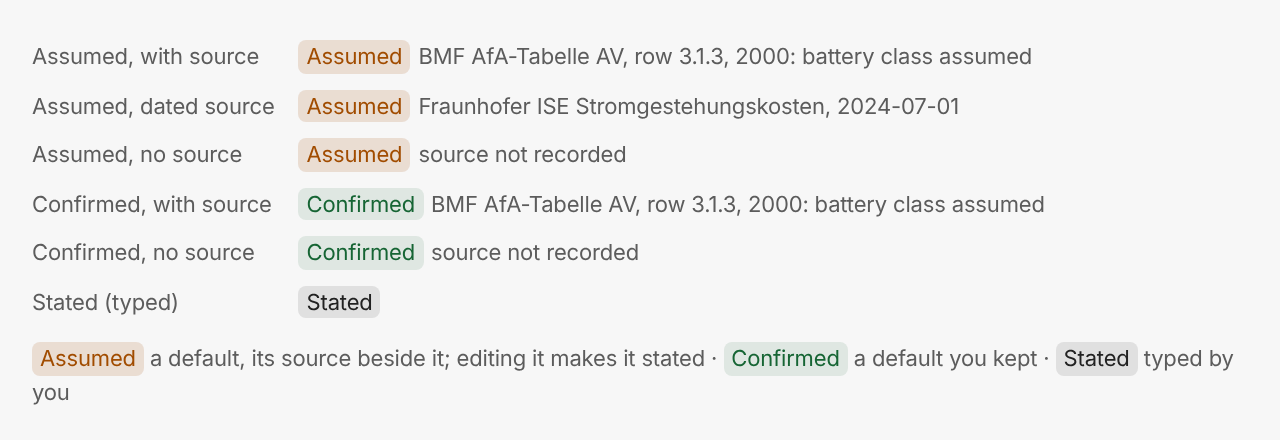 Assumed, with source Assumed BMF AfA-Tabelle AV, row 3.1.3, 2000: battery class assumed
Assumed, dated source Assumed Fraunhofer ISE Stromgestehungskosten, 2024-07-01
Assumed, no source Assumed source not recorded
Confirmed, with source Confirmed BMF AfA-Tabelle AV, row 3.1.3, 2000: battery class assumed
Confirmed, no source Confirmed source not recorded
Stated (typed) Stated
Assumed a default, its source beside it; editing it makes it stated · Confirmed a default you kept · Stated typed by
you